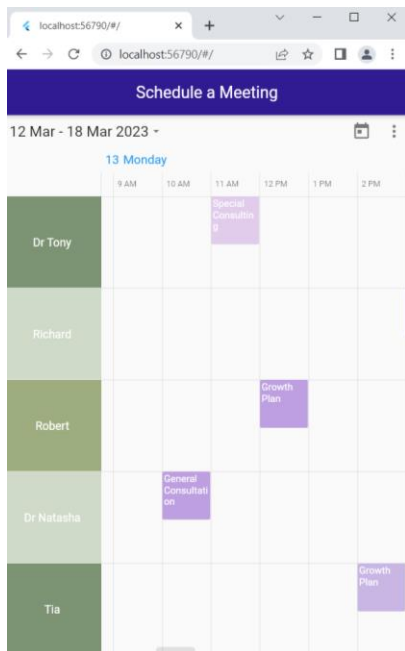 localhost:56790/#/
localhost:56790/#/
Schedule a Meeting
12 Mar - 18 Mar 2023
13 Monday
9 AM 10 AM 11 AM 12 PM 1 PM 2 PM
Dr Tony
Special
Consultin
g
Richard
Robert
Growth
Plan
Dr Natasha
General
Consultati
on
Tia
Growth
Plan